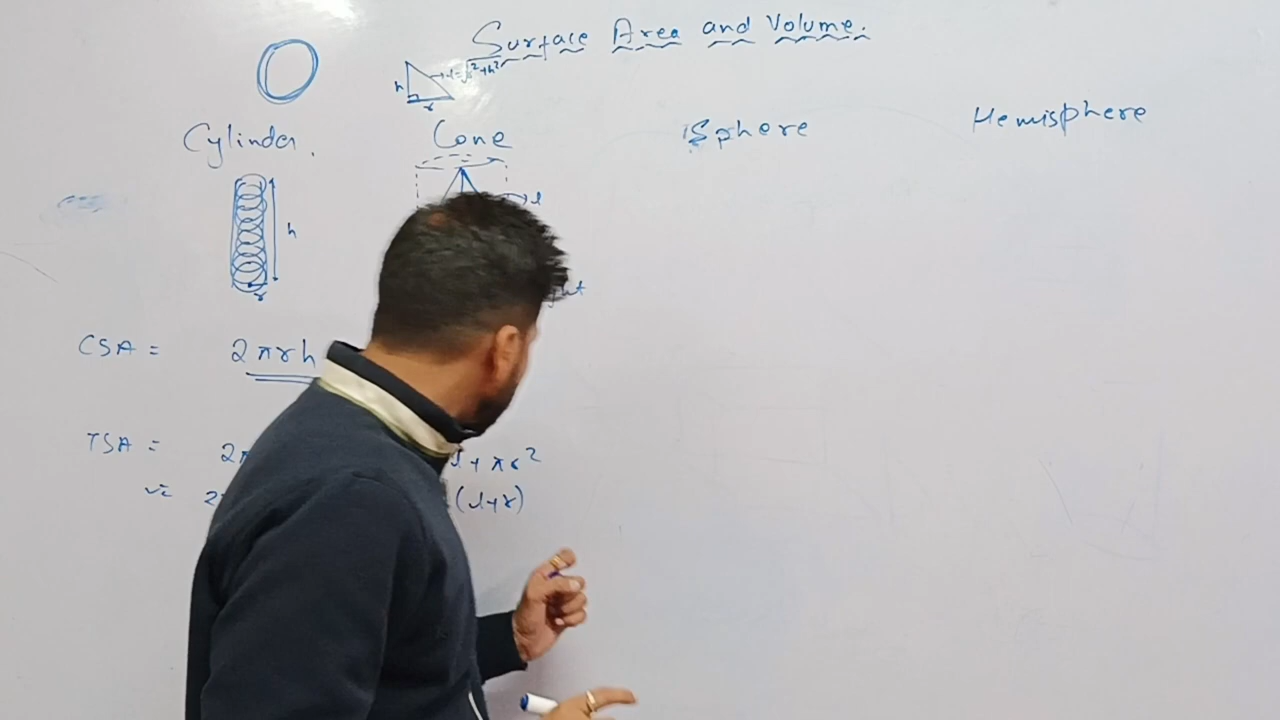 Surface Area and Volume.
h l=√r²+h²
r
Cylinder. Cone Sphere Hemisphere
l
h
r
CSA = 2πrh
TSA = l + πr²
(l+r)